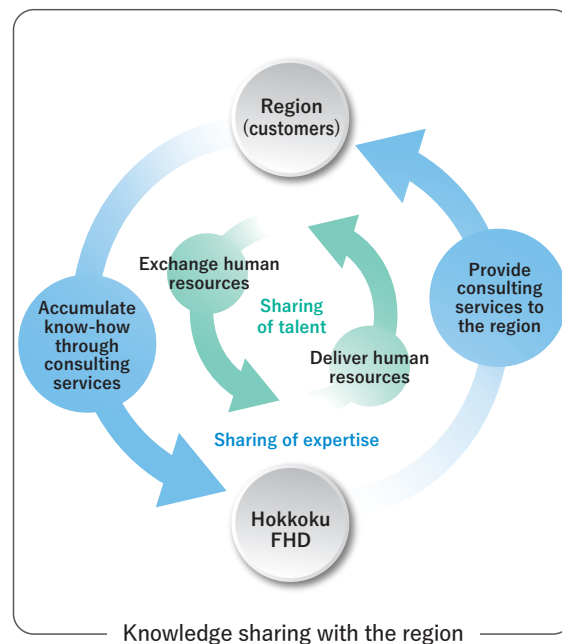 Region
(customers)
Exchange human
resources
Accumulate
know-how
through
consulting
services
Sharing
of talent
Provide
consulting
services to
the region
Deliver human
resources
Sharing of expertise
Hokkoku
FHD
Knowledge sharing with the region